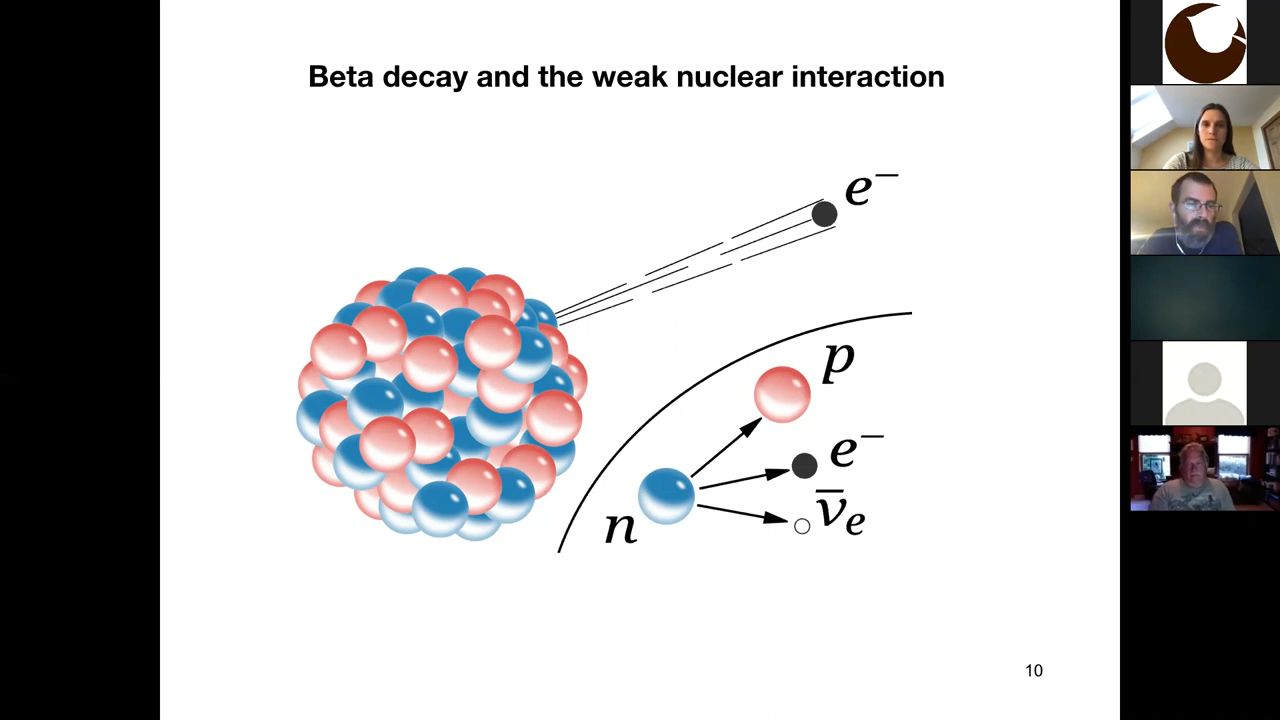 Beta decay and the weak nuclear interaction
e⁻
p
e⁻
n
ν̅ₑ
10